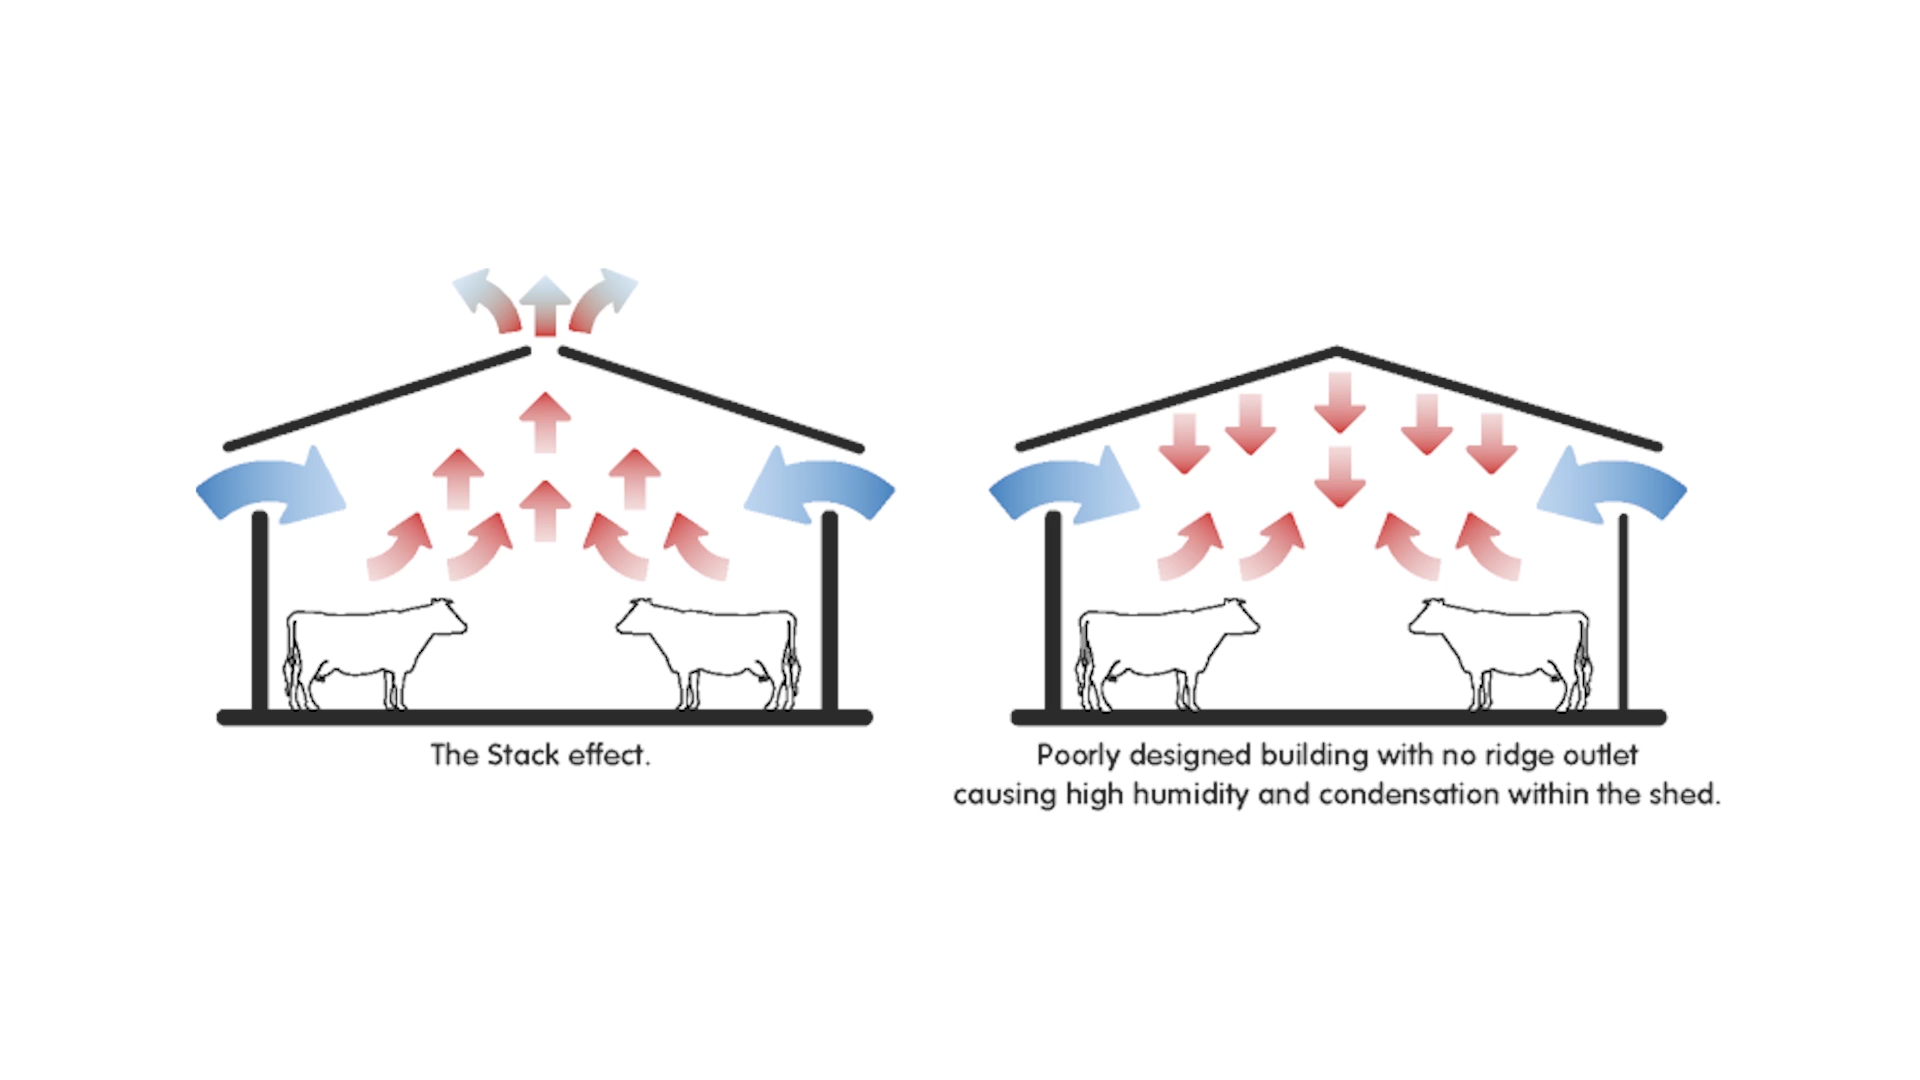 The Stack effect.
Poorly designed building with no ridge outlet
causing high humidity and condensation within the shed.